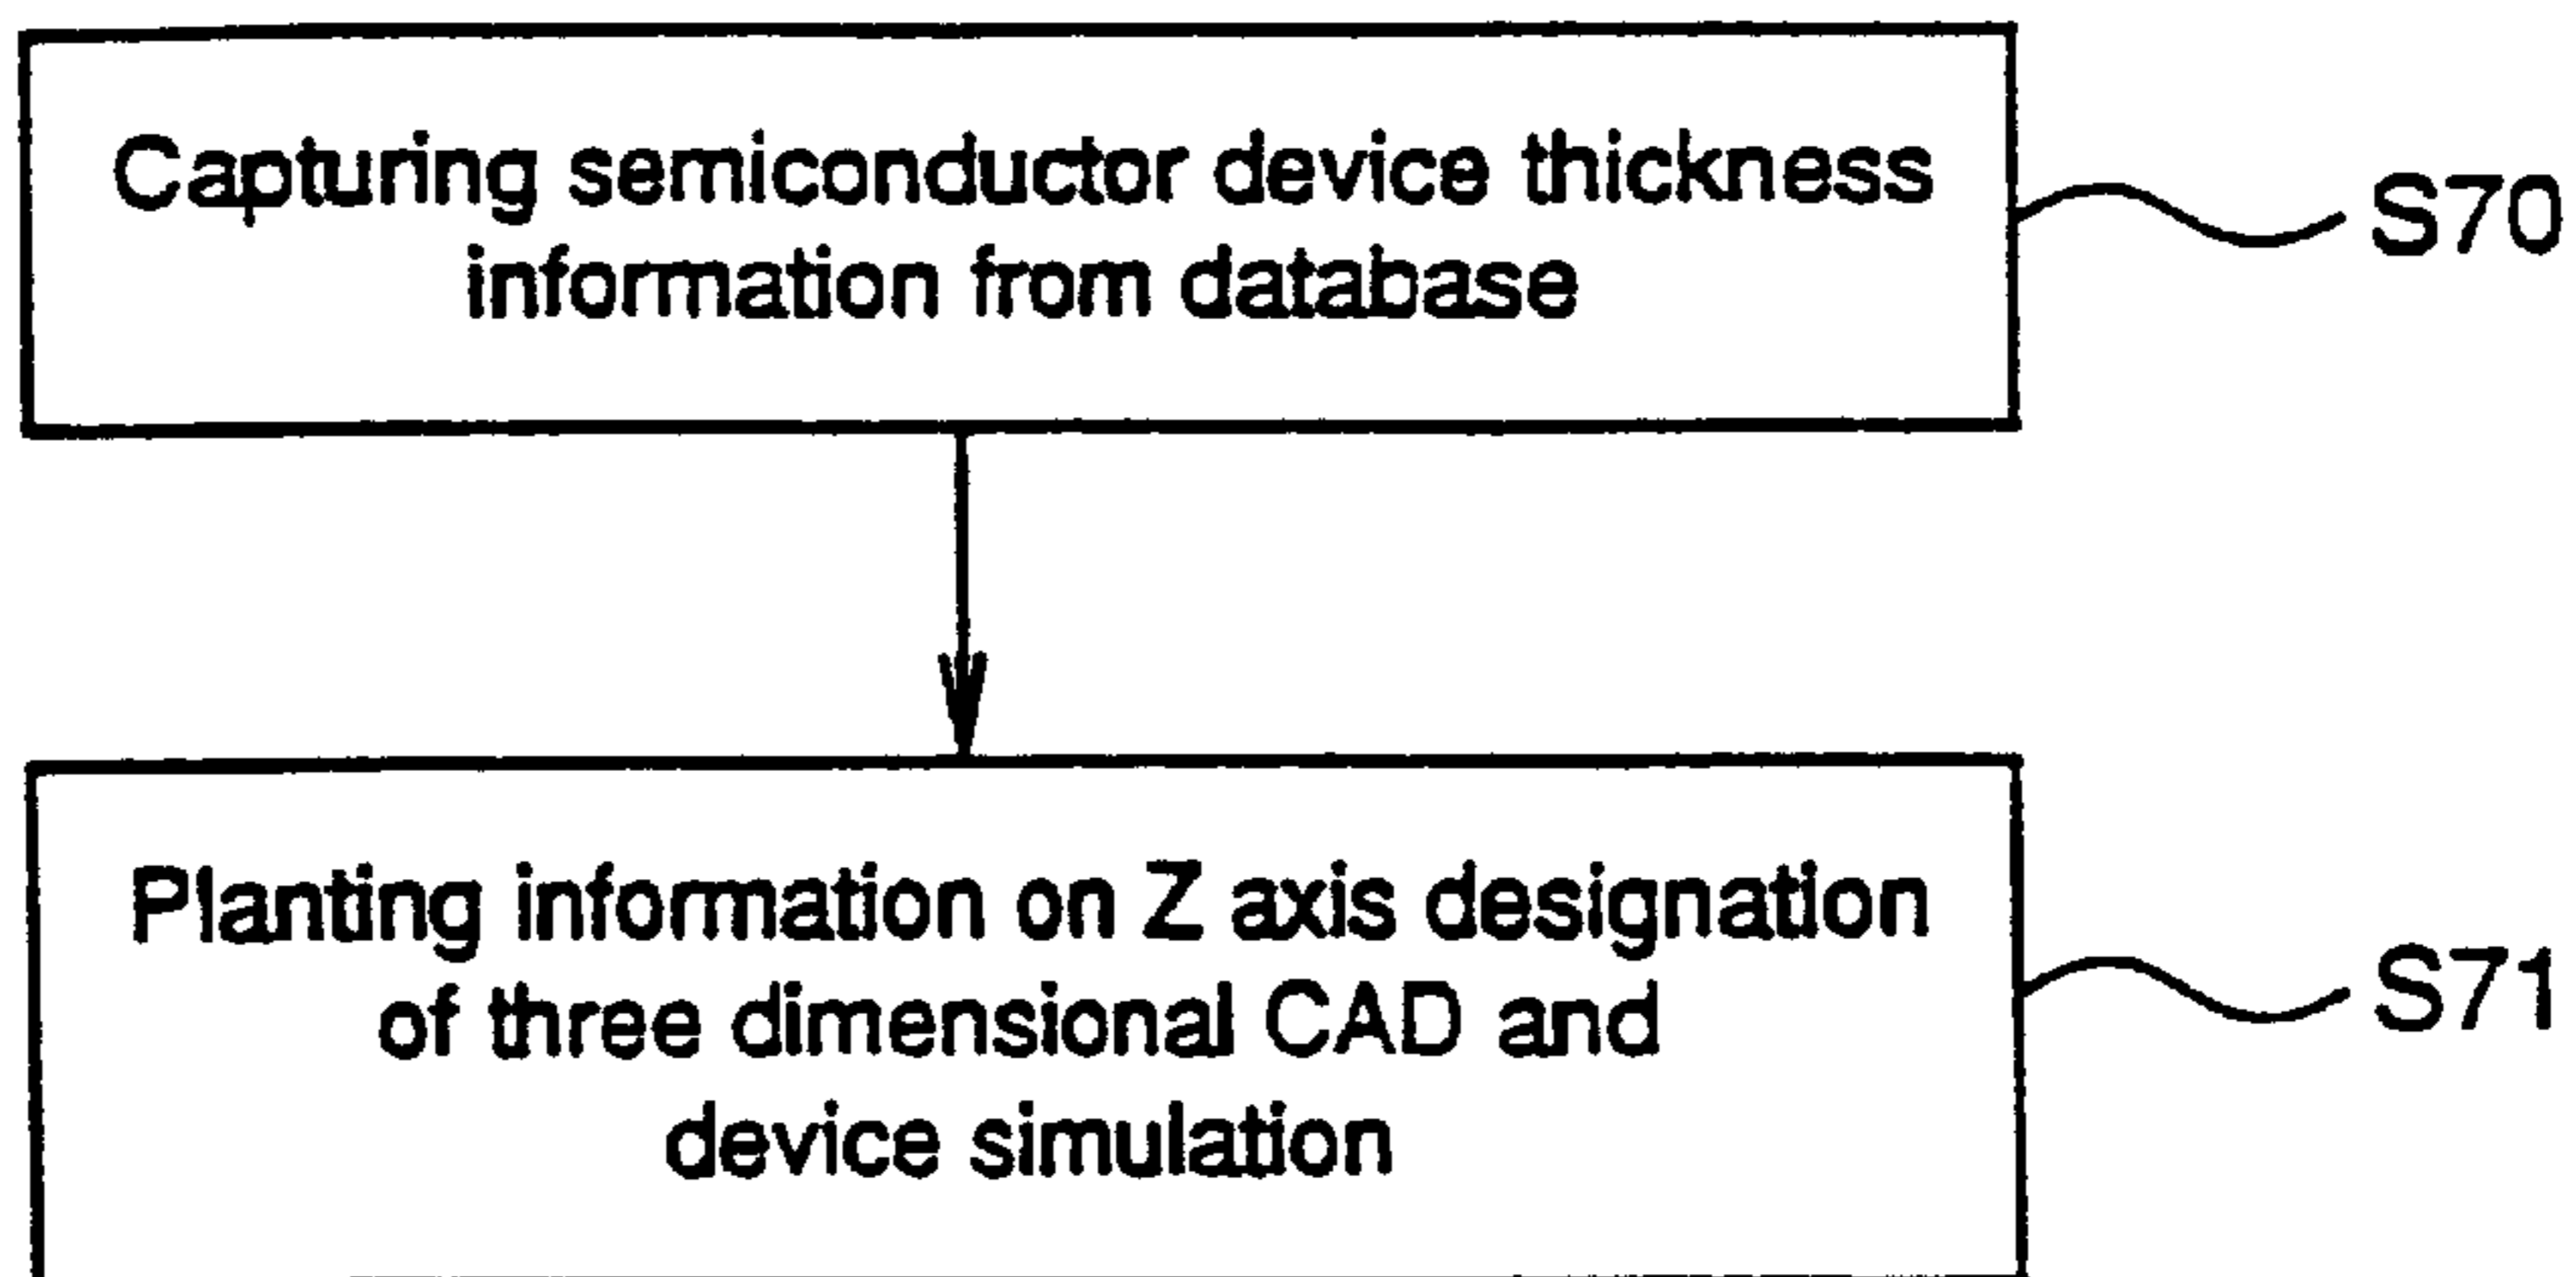 Capturing semiconductor device thickness
information from database
S70
Planting information on Z axis designation
of three dimensional CAD and
device simulation
S71